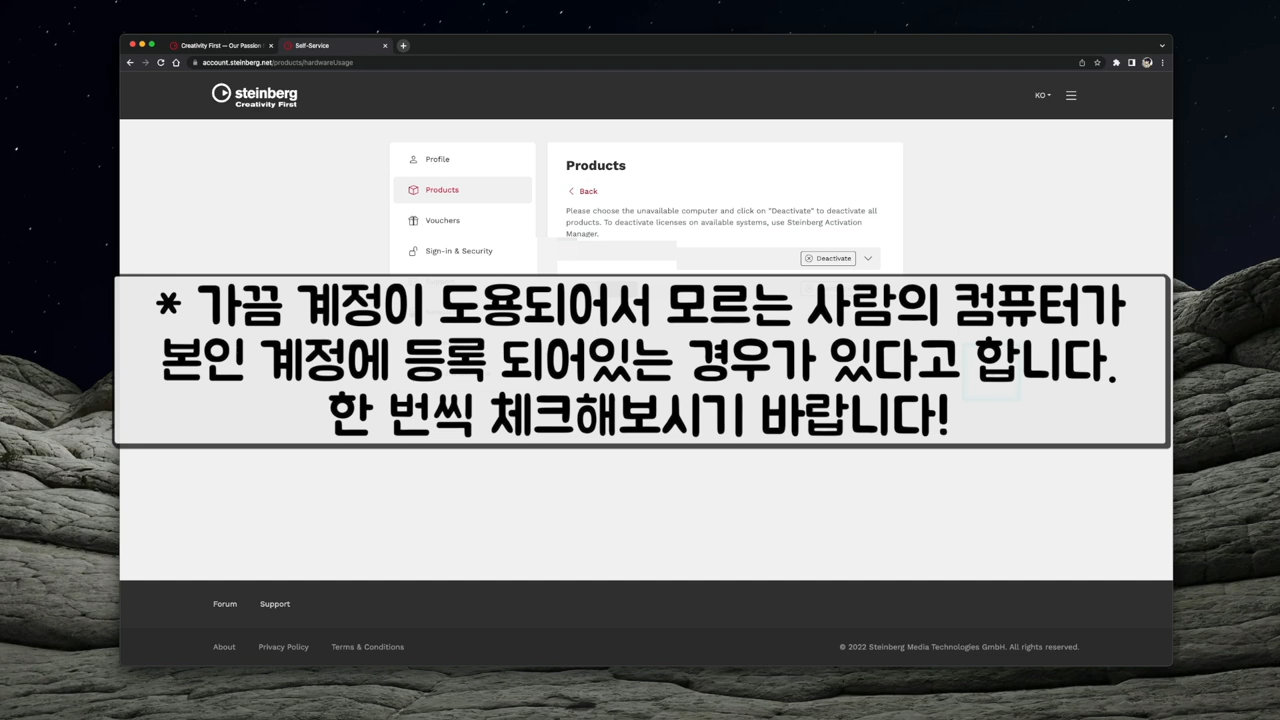 Creativity First — Our Passion
Self-Service
account.steinberg.net/products/hardwareUsage
steinberg
Creativity First
KO
Profile
Products
Vouchers
Sign-in & Security
Products
Back
Please choose the unavailable computer and click on "Deactivate" to deactivate all
products. To deactivate licenses on available systems, use Steinberg Activation
Manager.
Deactivate
* 가끔 계정이 도용되어서 모르는 사람의 컴퓨터가
본인 계정에 등록 되어있는 경우가 있다고 합니다.
한 번씩 체크해보시기 바랍니다!
Forum
Support
About
Privacy Policy
Terms & Conditions
© 2022 Steinberg Media Technologies GmbH. All rights reserved.